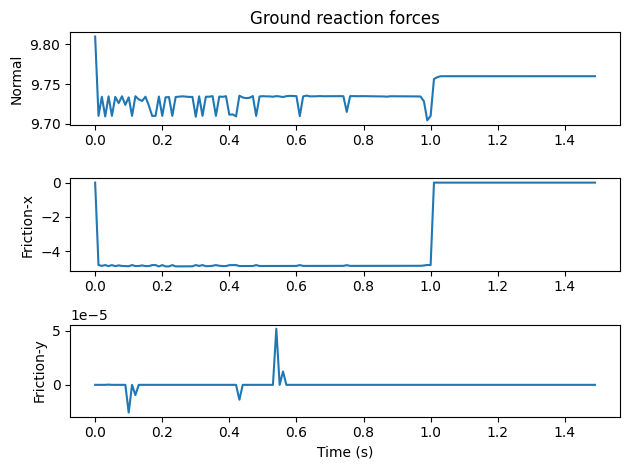 Ground reaction forces
Normal
9.80
9.75
9.70
0.0 0.2 0.4 0.6 0.8 1.0 1.2 1.4
Friction-x
0
−2
−4
0.0 0.2 0.4 0.6 0.8 1.0 1.2 1.4
1e−5
Friction-y
5
0
0.0 0.2 0.4 0.6 0.8 1.0 1.2 1.4
Time (s)